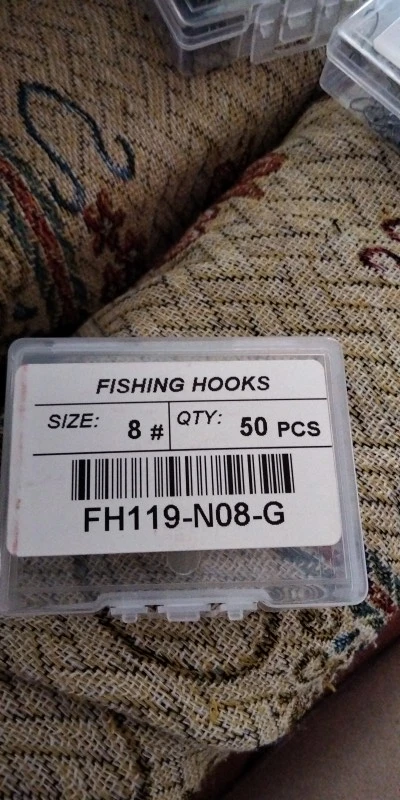 FISHING HOOKS
SIZE: 8 # QTY: 50 PCS
FH119-N08-G